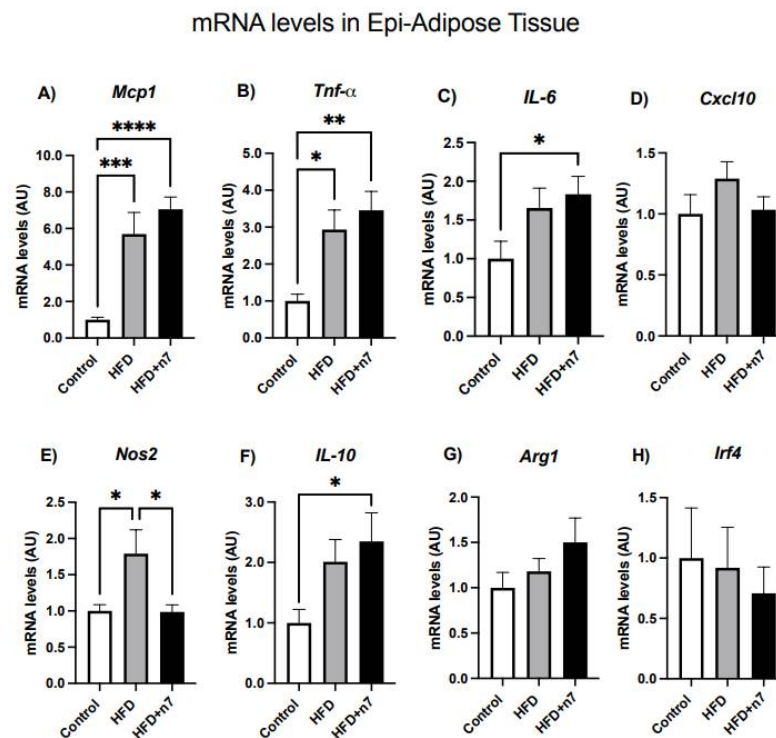 mRNA levels in Epi-Adipose Tissue
A) Mcp1
mRNA levels (AU)
10.0
8.0
6.0
4.0
2.0
0.0
****
***
Control
HFD
HFD+n7
B) Tnf-α
mRNA levels (AU)
5.0
4.0
3.0
2.0
1.0
0.0
**
*
Control
HFD
HFD+n7
C) IL-6
mRNA levels (AU)
2.5
2.0
1.5
1.0
0.5
0.0
*
Control
HFD
HFD+n7
D) Cxcl10
mRNA levels (AU)
1.5
1.0
0.5
0.0
Control
HFD
HFD+n7
E) Nos2
mRNA levels (AU)
2.5
2.0
1.5
1.0
0.5
0.0
* *
Control
HFD
HFD+n7
F) IL-10
mRNA levels (AU)
3.0
2.0
1.0
0.0
*
Control
HFD
HFD+n7
G) Arg1
mRNA levels (AU)
2.0
1.5
1.0
0.5
0.0
Control
HFD
HFD+n7
H) Irf4
mRNA levels (AU)
1.5
1.0
0.5
0.0
Control
HFD
HFD+n7